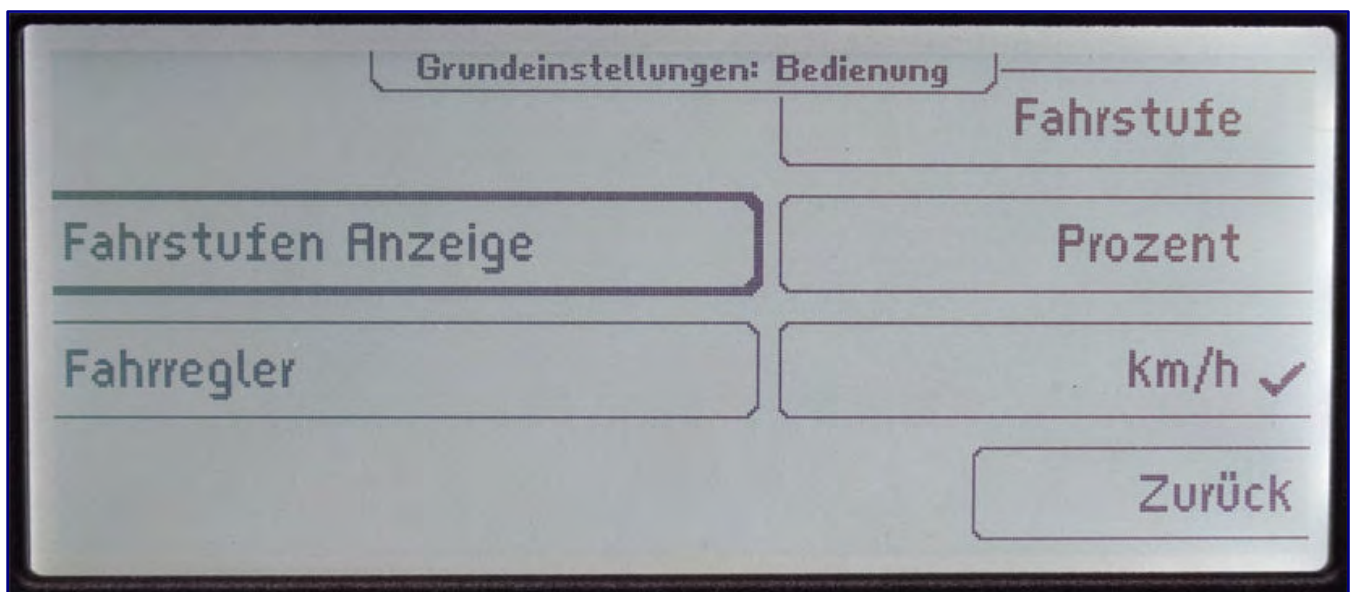 Grundeinstellungen: Bedienung
Fahrstufe
Fahrstufen Anzeige
Prozent
Fahrregler
km/h
Zurück